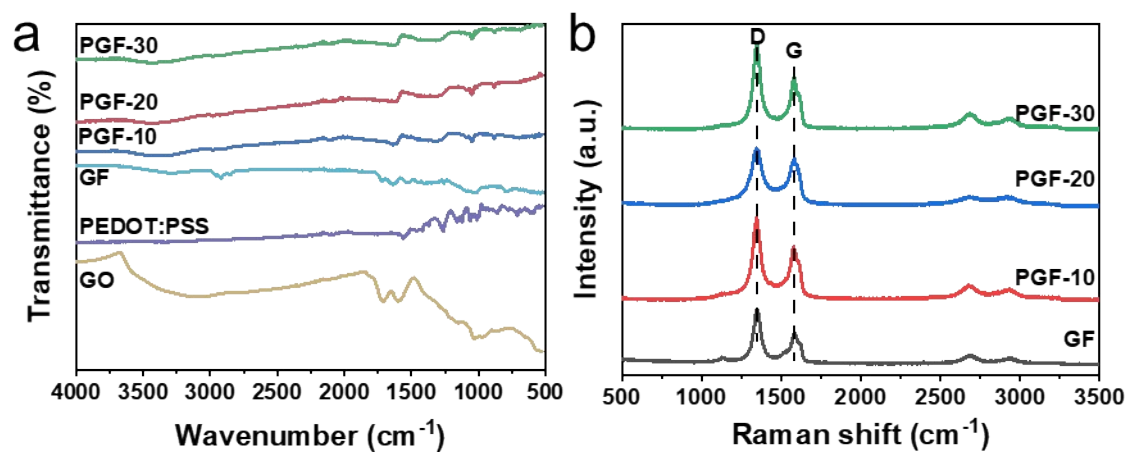 a
PGF-30
PGF-20
PGF-10
GF
PEDOT:PSS
GO
Transmittance (%)
4000 3500 3000 2500 2000 1500 1000 500
Wavenumber (cm⁻¹)
b
D G
PGF-30
PGF-20
PGF-10
GF
Intensity (a.u.)
500 1000 1500 2000 2500 3000 3500
Raman shift (cm⁻¹)